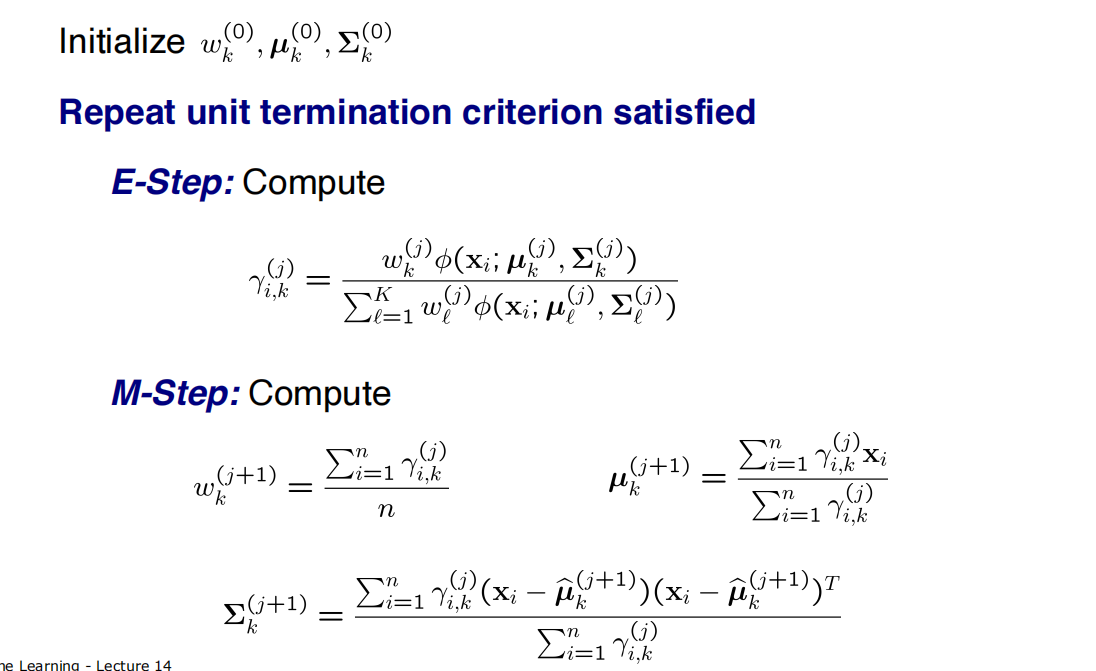 Initialize $w_k^{(0)}, \boldsymbol{\mu}_k^{(0)}, \boldsymbol{\Sigma}_k^{(0)}$
Repeat unit termination criterion satisfied
E-Step: Compute
$\gamma_{i,k}^{(j)} = \frac{w_k^{(j)} \phi(\mathbf{x}_i; \boldsymbol{\mu}_k^{(j)}, \boldsymbol{\Sigma}_k^{(j)})}{\sum_{\ell=1}^{K} w_\ell^{(j)} \phi(\mathbf{x}_i; \boldsymbol{\mu}_\ell^{(j)}, \boldsymbol{\Sigma}_\ell^{(j)})}$
M-Step: Compute
$w_k^{(j+1)} = \frac{\sum_{i=1}^{n} \gamma_{i,k}^{(j)}}{n}$ $\boldsymbol{\mu}_k^{(j+1)} = \frac{\sum_{i=1}^{n} \gamma_{i,k}^{(j)} \mathbf{x}_i}{\sum_{i=1}^{n} \gamma_{i,k}^{(j)}}$
$\boldsymbol{\Sigma}_k^{(j+1)} = \frac{\sum_{i=1}^{n} \gamma_{i,k}^{(j)} (\mathbf{x}_i - \widehat{\boldsymbol{\mu}}_k^{(j+1)})(\mathbf{x}_i - \widehat{\boldsymbol{\mu}}_k^{(j+1)})^T}{\sum_{i=1}^{n} \gamma_{i,k}^{(j)}}$
ne Learning - Lecture 14